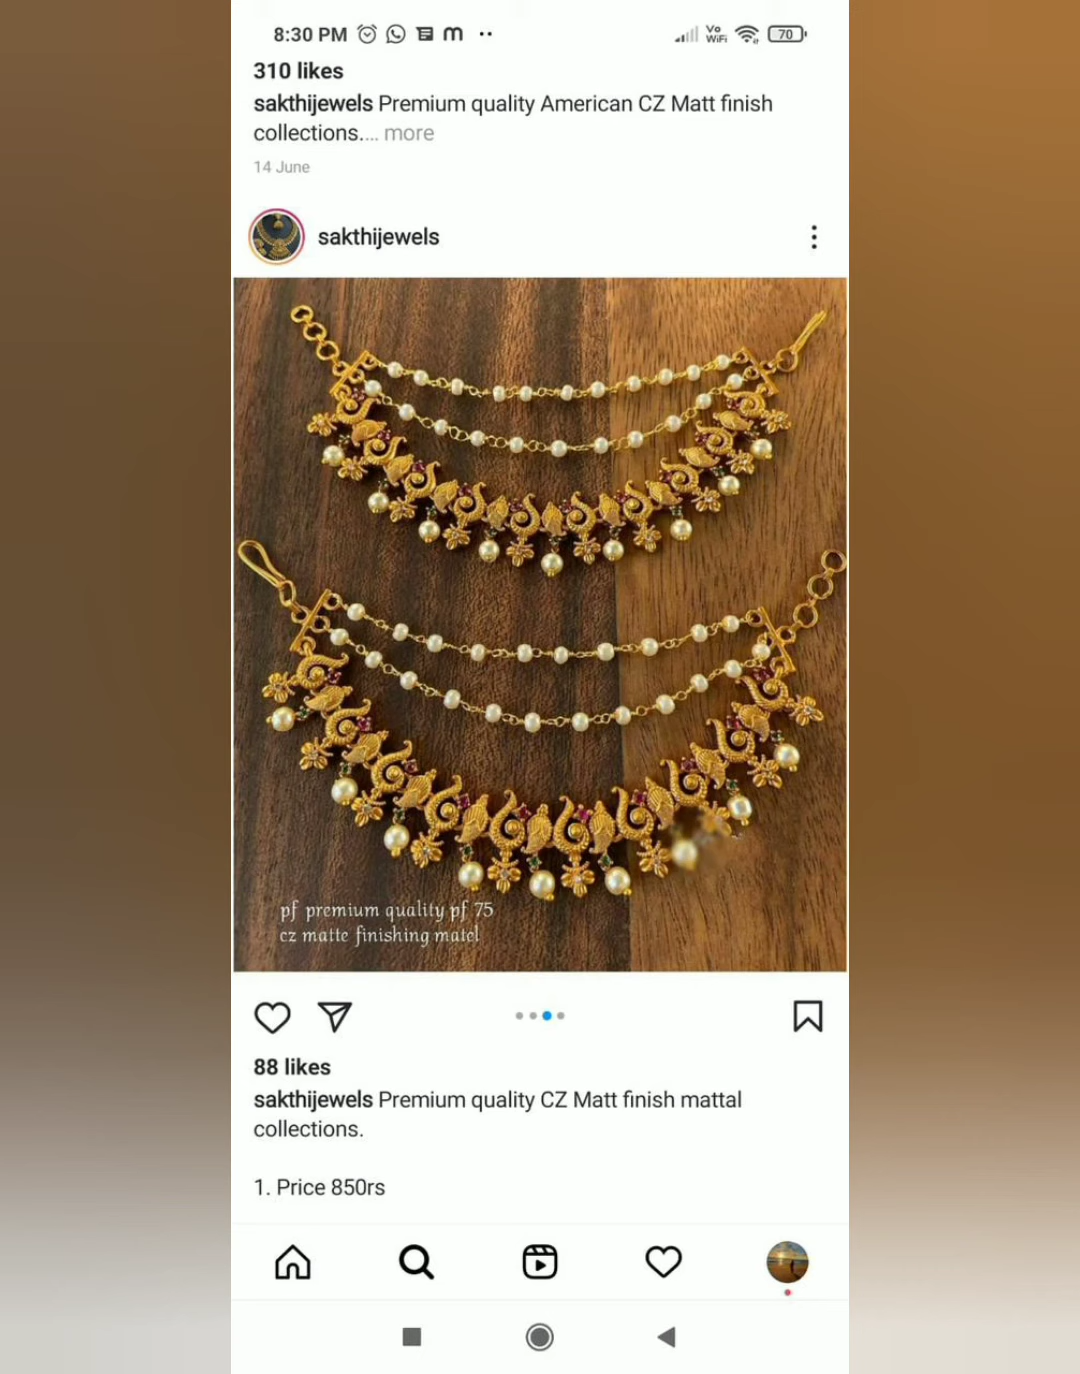 8:30 PM
Vo WiFi
70
310 likes
sakthijewels Premium quality American CZ Matt finish
collections.... more
14 June
sakthijewels
pf premium quality pf 75
cz matte finishing matel
88 likes
sakthijewels Premium quality CZ Matt finish mattal
collections.
1. Price 850rs